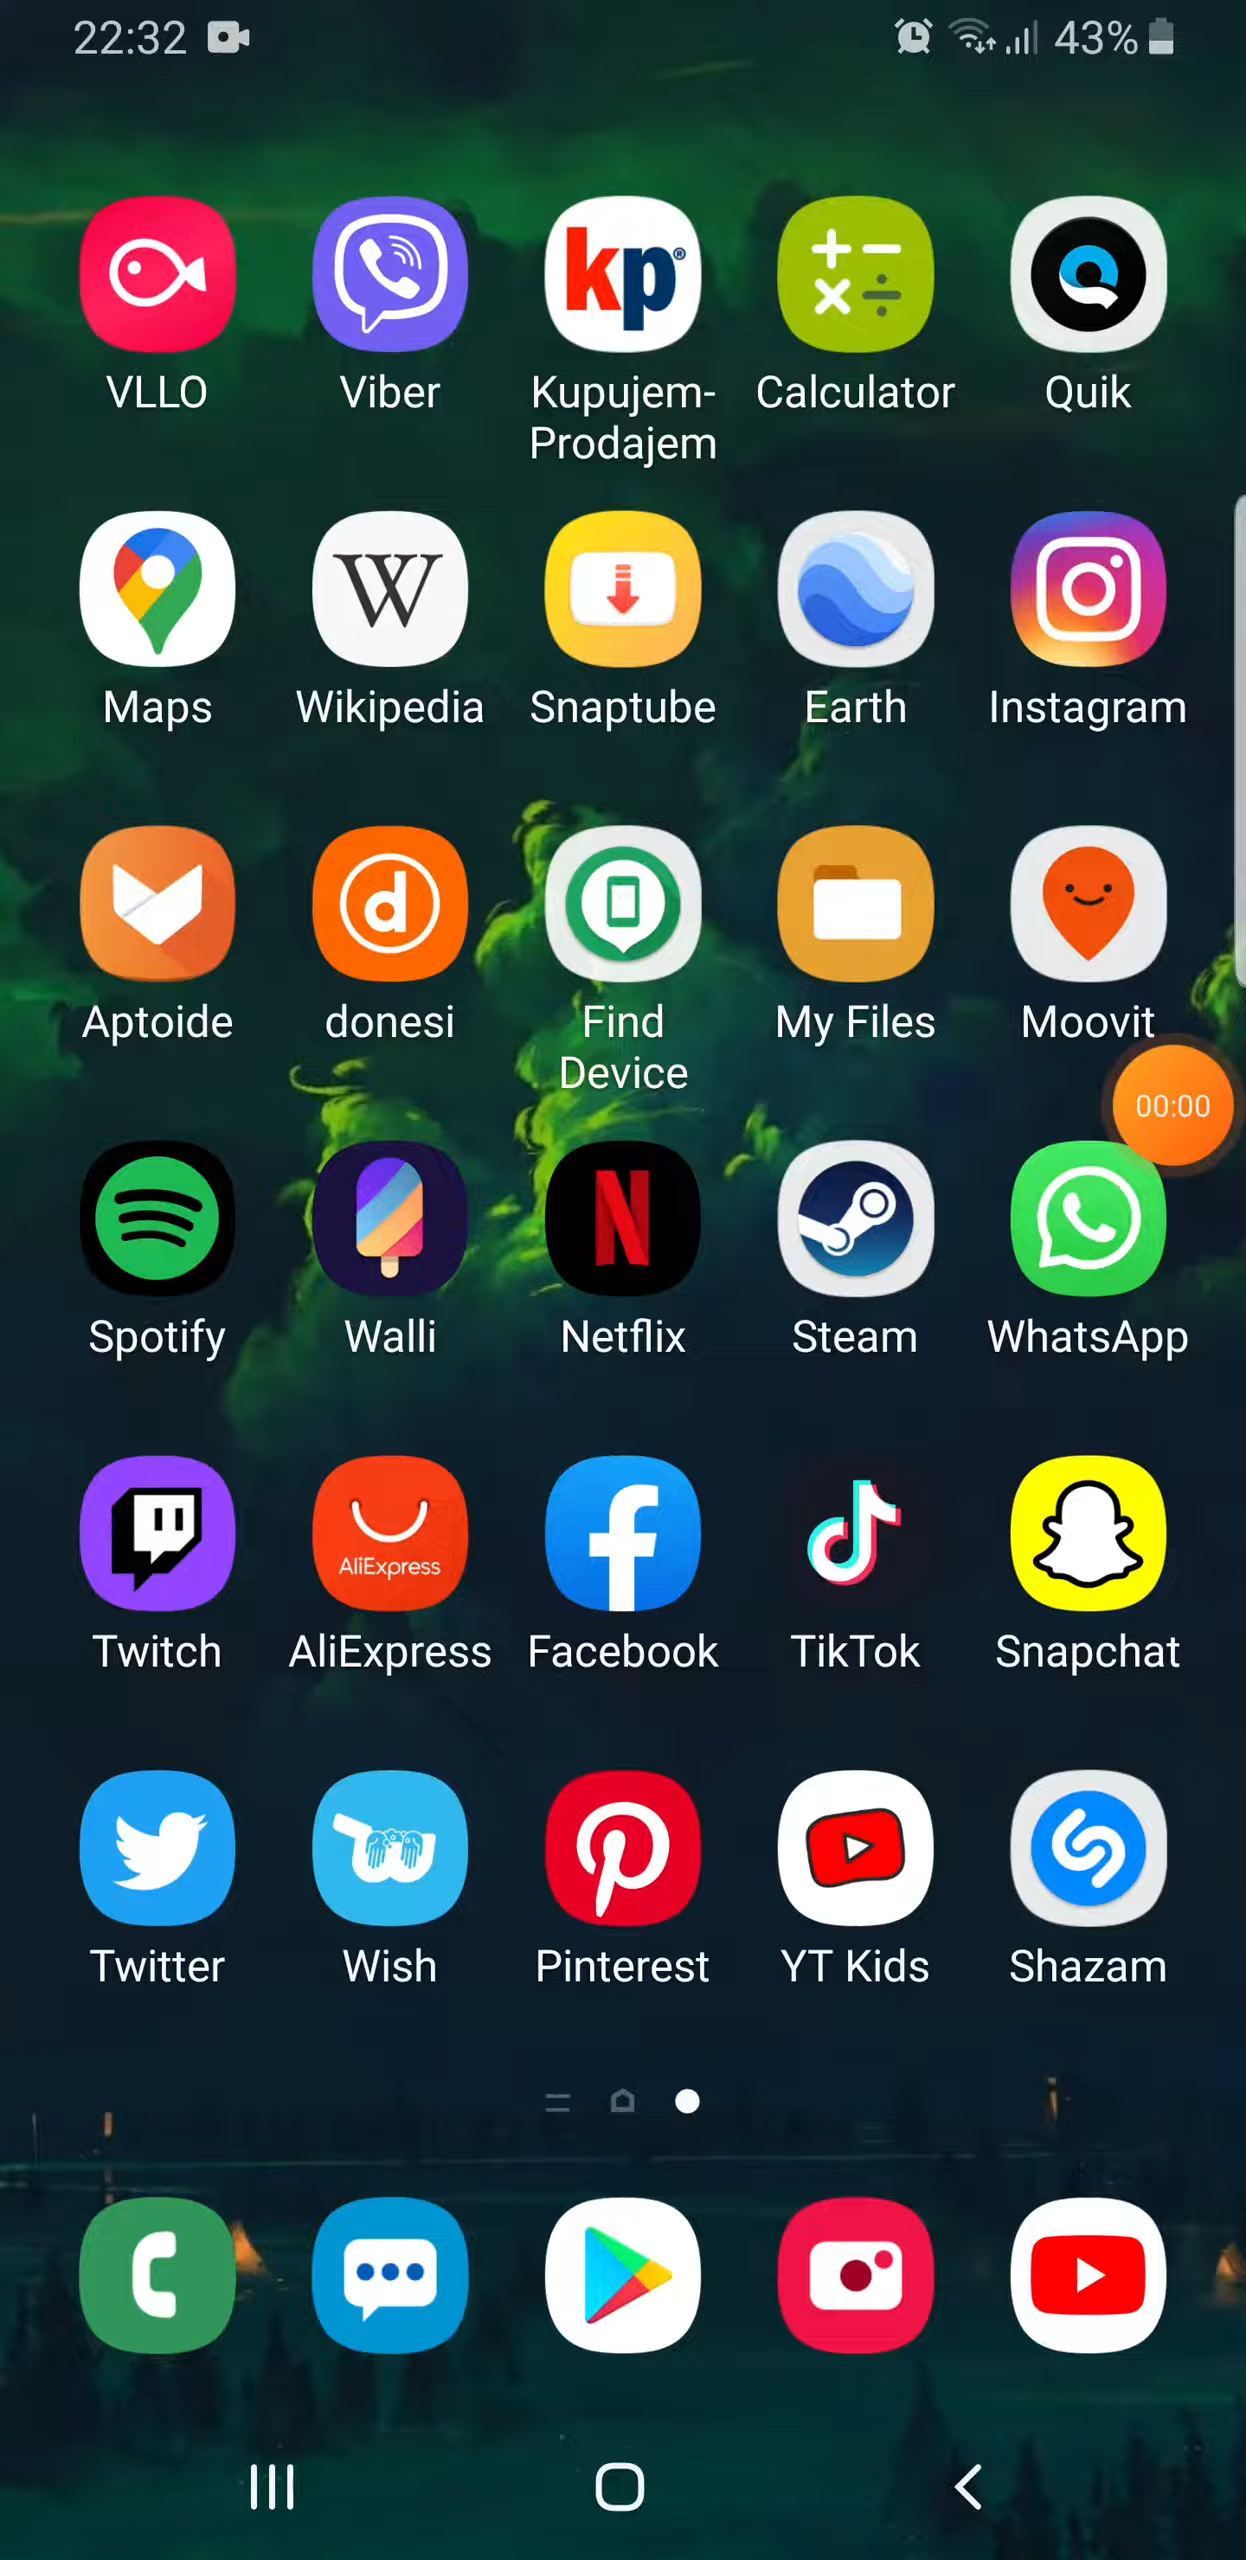 22:32
43%
kp®
VLLO
Viber
Kupujem-
Prodajem
Calculator
Quik
W
Maps
Wikipedia
Snaptube
Earth
Instagram
d
Aptoide
donesi
Find
Device
My Files
Moovit
00:00
N
Spotify
Walli
Netflix
Steam
WhatsApp
AliExpress
f
Twitch
AliExpress
Facebook
TikTok
Snapchat
Twitter
Wish
Pinterest
YT Kids
Shazam